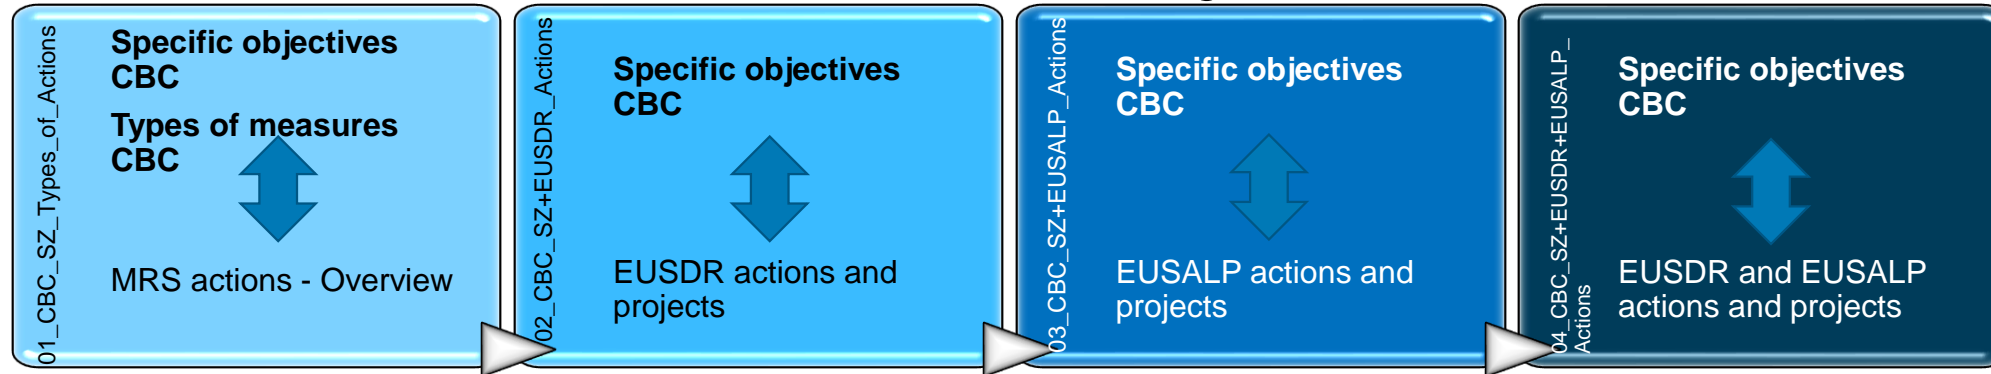 01_CBC_SZ_Types_of_Actions
Specific objectives
CBC
Types of measures
CBC
MRS actions - Overview
02_CBC_SZ+EUSDR_Actions
Specific objectives
CBC
EUSDR actions and
projects
03_CBC_SZ+EUSALP_Actions
Specific objectives
CBC
EUSALP actions and
projects
04_CBC_SZ+EUSDR+EUSALP_
Actions
Specific objectives
CBC
EUSDR and EUSALP
actions and projects